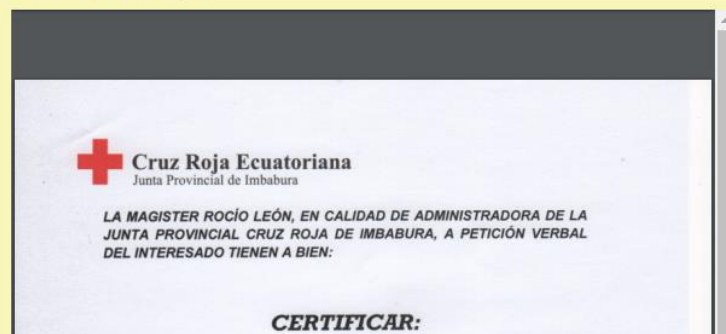 Cruz Roja Ecuatoriana
Junta Provincial de Imbabura
LA MAGISTER ROCÍO LEÓN, EN CALIDAD DE ADMINISTRADORA DE LA
JUNTA PROVINCIAL CRUZ ROJA DE IMBABURA, A PETICIÓN VERBAL
DEL INTERESADO TIENEN A BIEN:
CERTIFICAR: